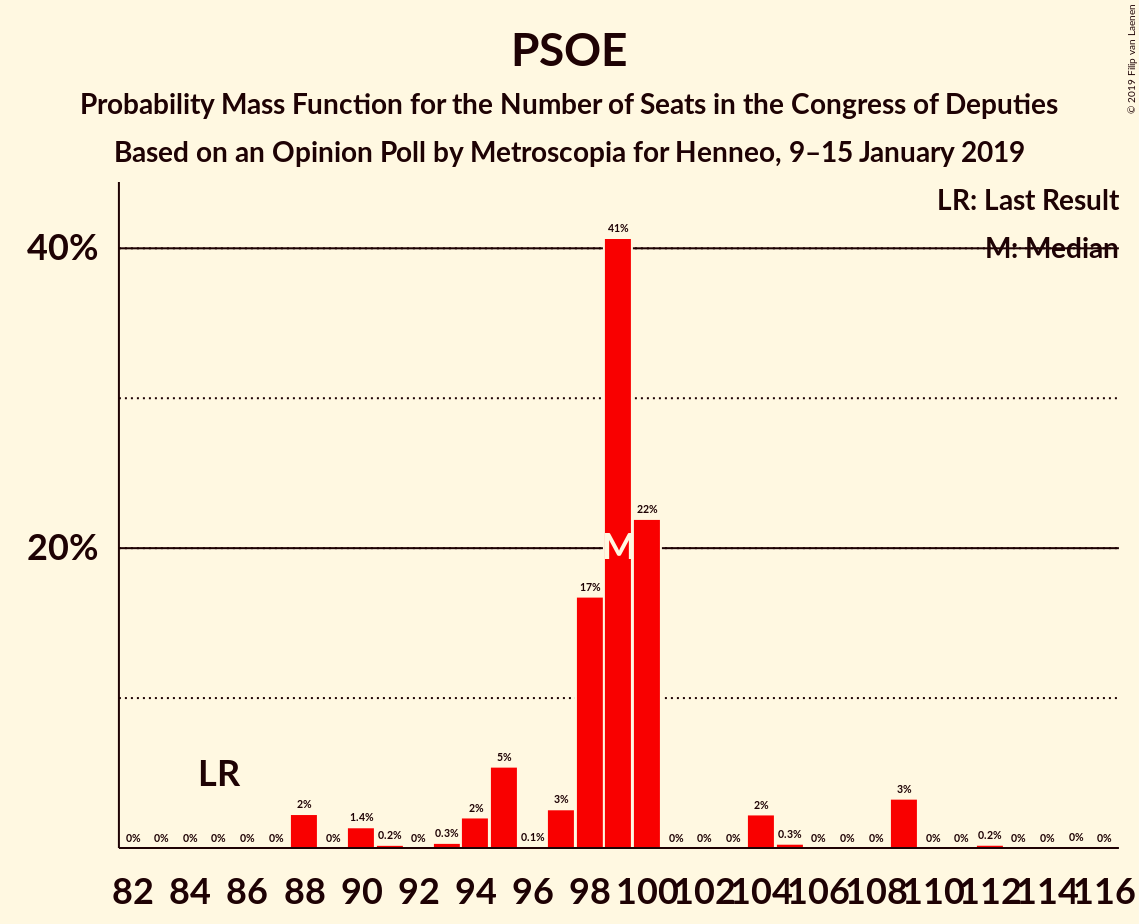 PSOE
Probability Mass Function for the Number of Seats in the Congress of Deputies
Based on an Opinion Poll by Metroscopia for Henneo, 9–15 January 2019
© 2019 Filip van Laenen
LR: Last Result
M: Median
40%
20%
LR
M
0% 0% 0% 0% 0% 0% 2% 0% 1.4% 0.2% 0% 0.3% 2% 5% 0.1% 3% 17% 41% 22% 0% 0% 0% 2% 0.3% 0% 0% 0% 3% 0% 0% 0.2% 0% 0% 0% 0%
82 84 86 88 90 92 94 96 98 100 102 104 106 108 110 112 114 116